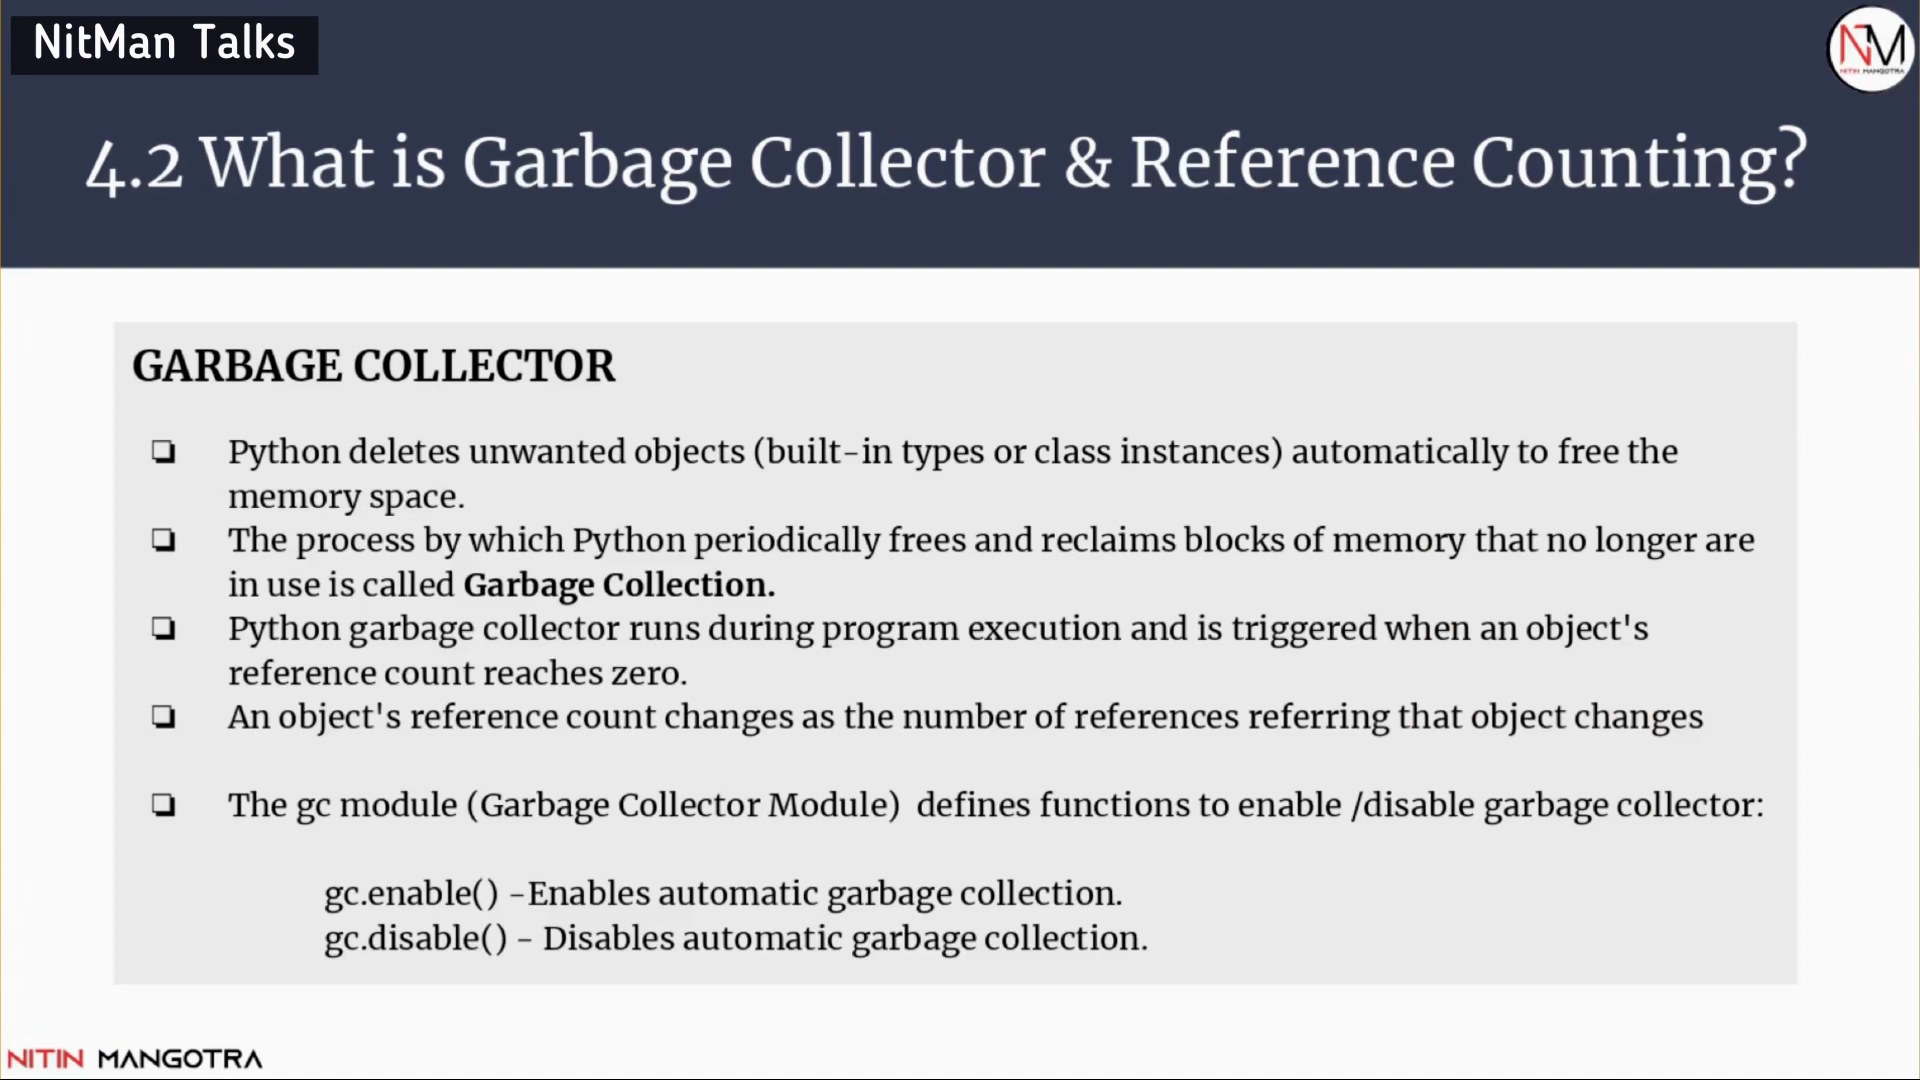 NitMan Talks
NM
NITIN MANGOTRA
4.2 What is Garbage Collector & Reference Counting?
GARBAGE COLLECTOR
❏ Python deletes unwanted objects (built-in types or class instances) automatically to free the
memory space.
❏ The process by which Python periodically frees and reclaims blocks of memory that no longer are
in use is called Garbage Collection.
❏ Python garbage collector runs during program execution and is triggered when an object's
reference count reaches zero.
❏ An object's reference count changes as the number of references referring that object changes
❏ The gc module (Garbage Collector Module) defines functions to enable /disable garbage collector:
gc.enable() -Enables automatic garbage collection.
gc.disable() - Disables automatic garbage collection.
NITIN MANGOTRA